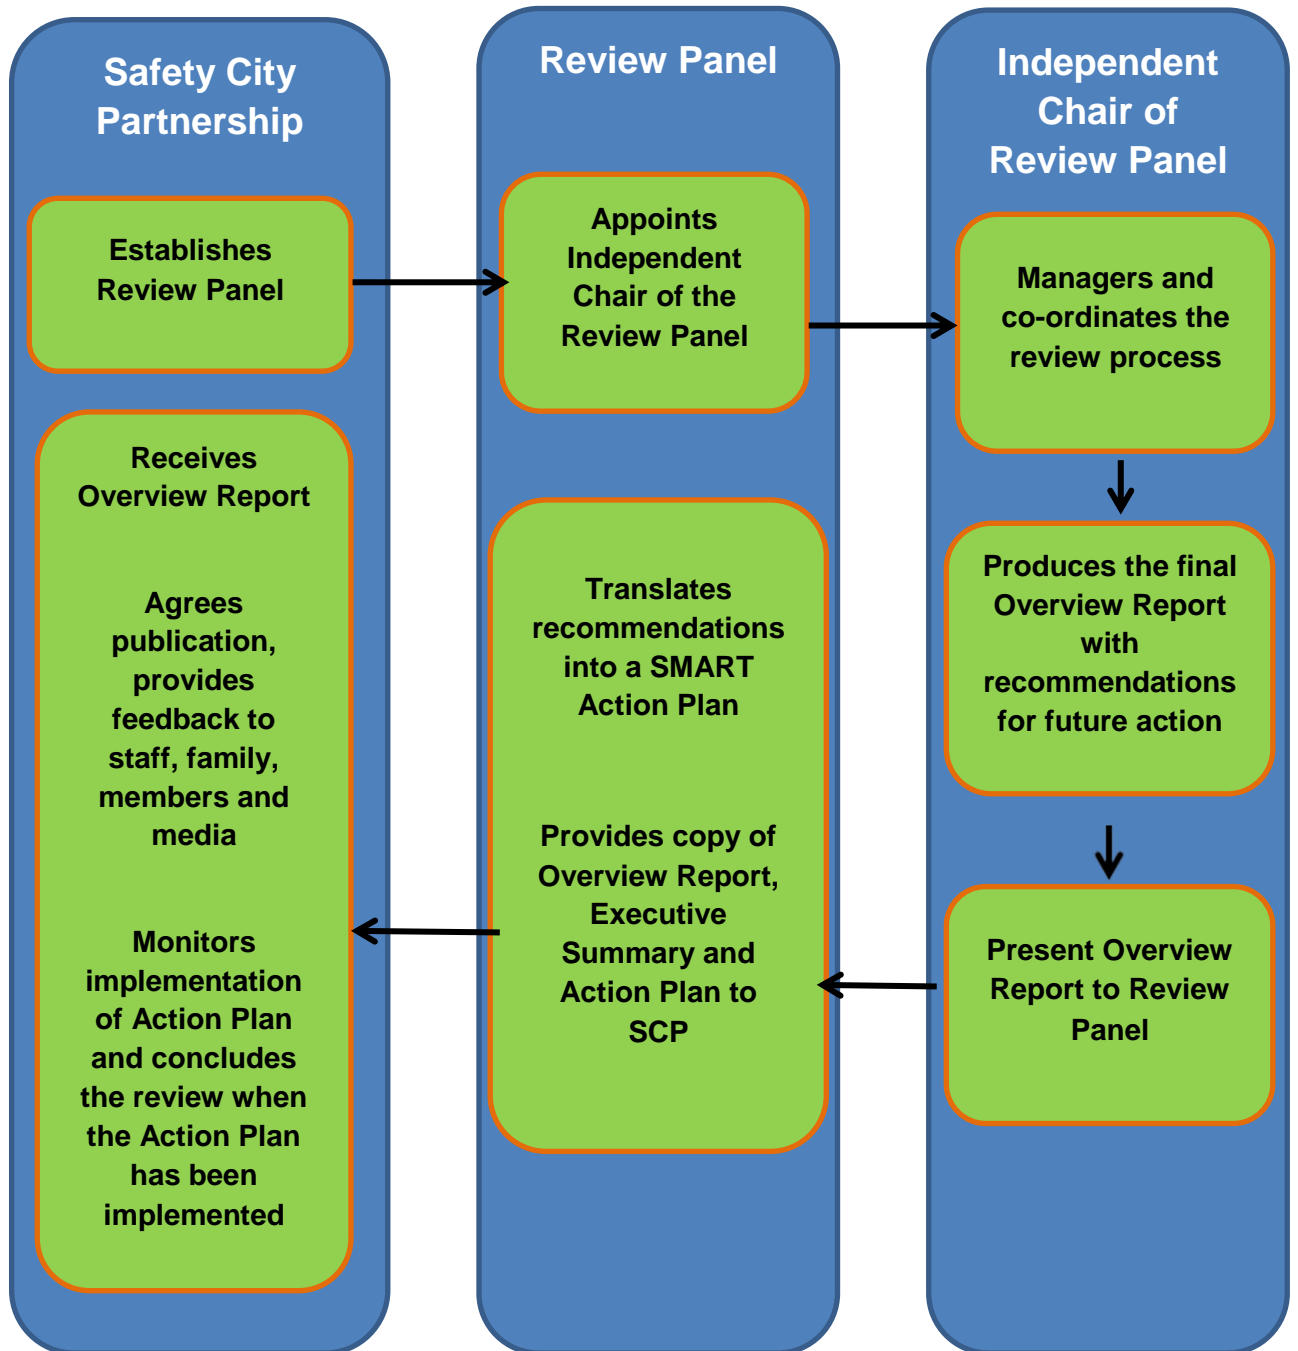 Safety City
Partnership
Establishes
Review Panel
Receives
Overview Report
Agrees
publication,
provides
feedback to
staff, family,
members and
media
Monitors
implementation
of Action Plan
and concludes
the review when
the Action Plan
has been
implemented
Review Panel
Appoints
Independent
Chair of the
Review Panel
Translates
recommendations
into a SMART
Action Plan
Provides copy of
Overview Report,
Executive
Summary and
Action Plan to
SCP
Independent
Chair of
Review Panel
Managers and
co-ordinates the
review process
Produces the final
Overview Report
with
recommendations
for future action
Present Overview
Report to Review
Panel